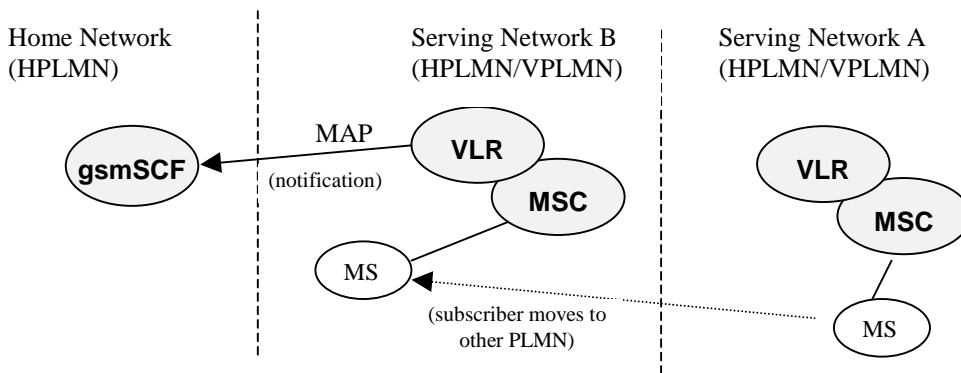 Home Network
(HPLMN)
Serving Network B
(HPLMN/VPLMN)
Serving Network A
(HPLMN/VPLMN)
gsmSCF
MAP
(notification)
VLR
MSC
MS
VLR
MSC
MS
(subscriber moves to
other PLMN)